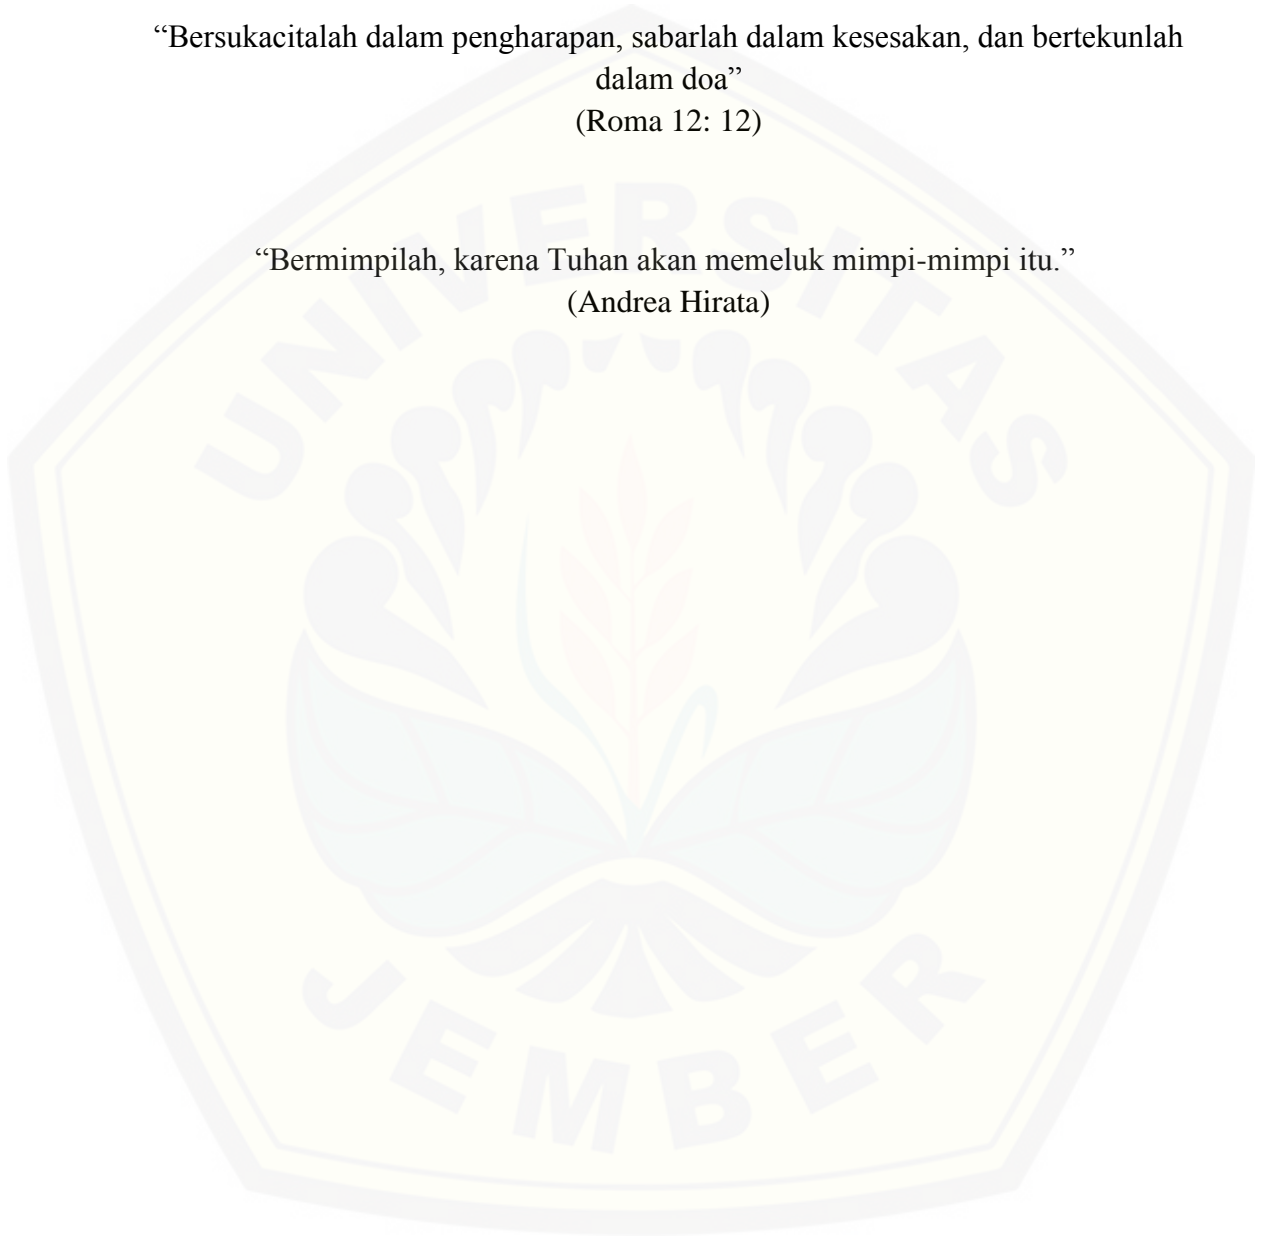 “Bersukacitalah dalam pengharapan, sabarlah dalam kesesakan, dan bertekunlah
dalam doa”
(Roma 12: 12)
“Bermimpilah, karena Tuhan akan memeluk mimpi-mimpi itu.”
(Andrea Hirata)
UNIVERSITAS
JEMBER